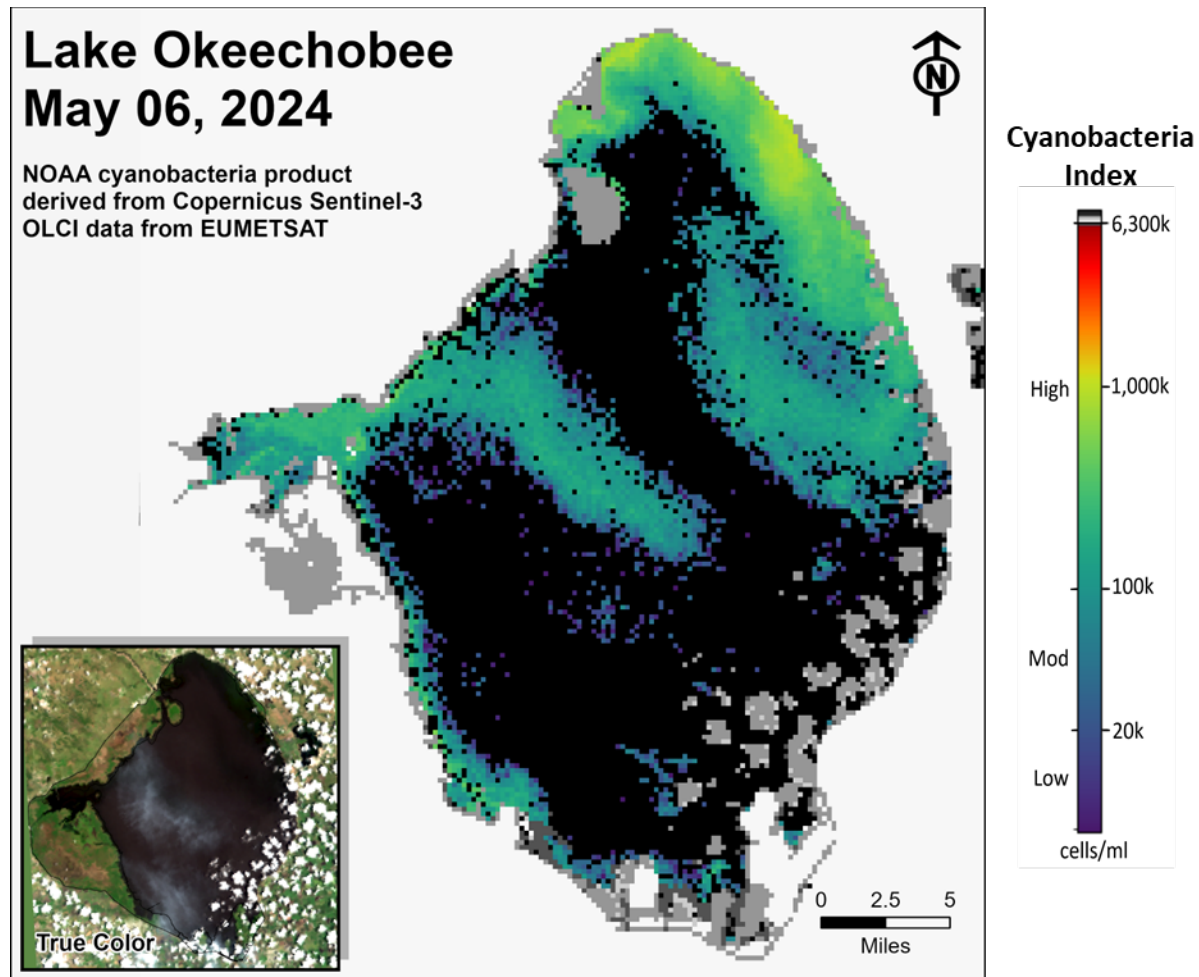 Lake Okeechobee
May 06, 2024
NOAA cyanobacteria product
derived from Copernicus Sentinel-3
OLCI data from EUMETSAT
N
Cyanobacteria
Index
6,300k
High
1,000k
100k
Mod
20k
Low
cells/ml
True Color
0 2.5 5
Miles